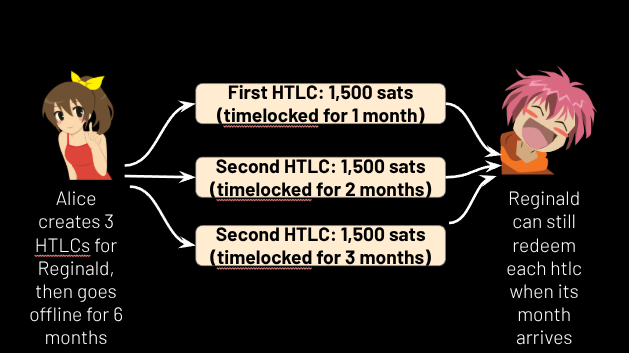 First HTLC: 1,500 sats
(timelocked for 1 month)
Second HTLC: 1,500 sats
(timelocked for 2 months)
Second HTLC: 1,500 sats
(timelocked for 3 months)
Alice
creates 3
HTLCs for
Reginald,
then goes
offline for 6
months
Reginald
can still
redeem
each htlc
when its
month
arrives